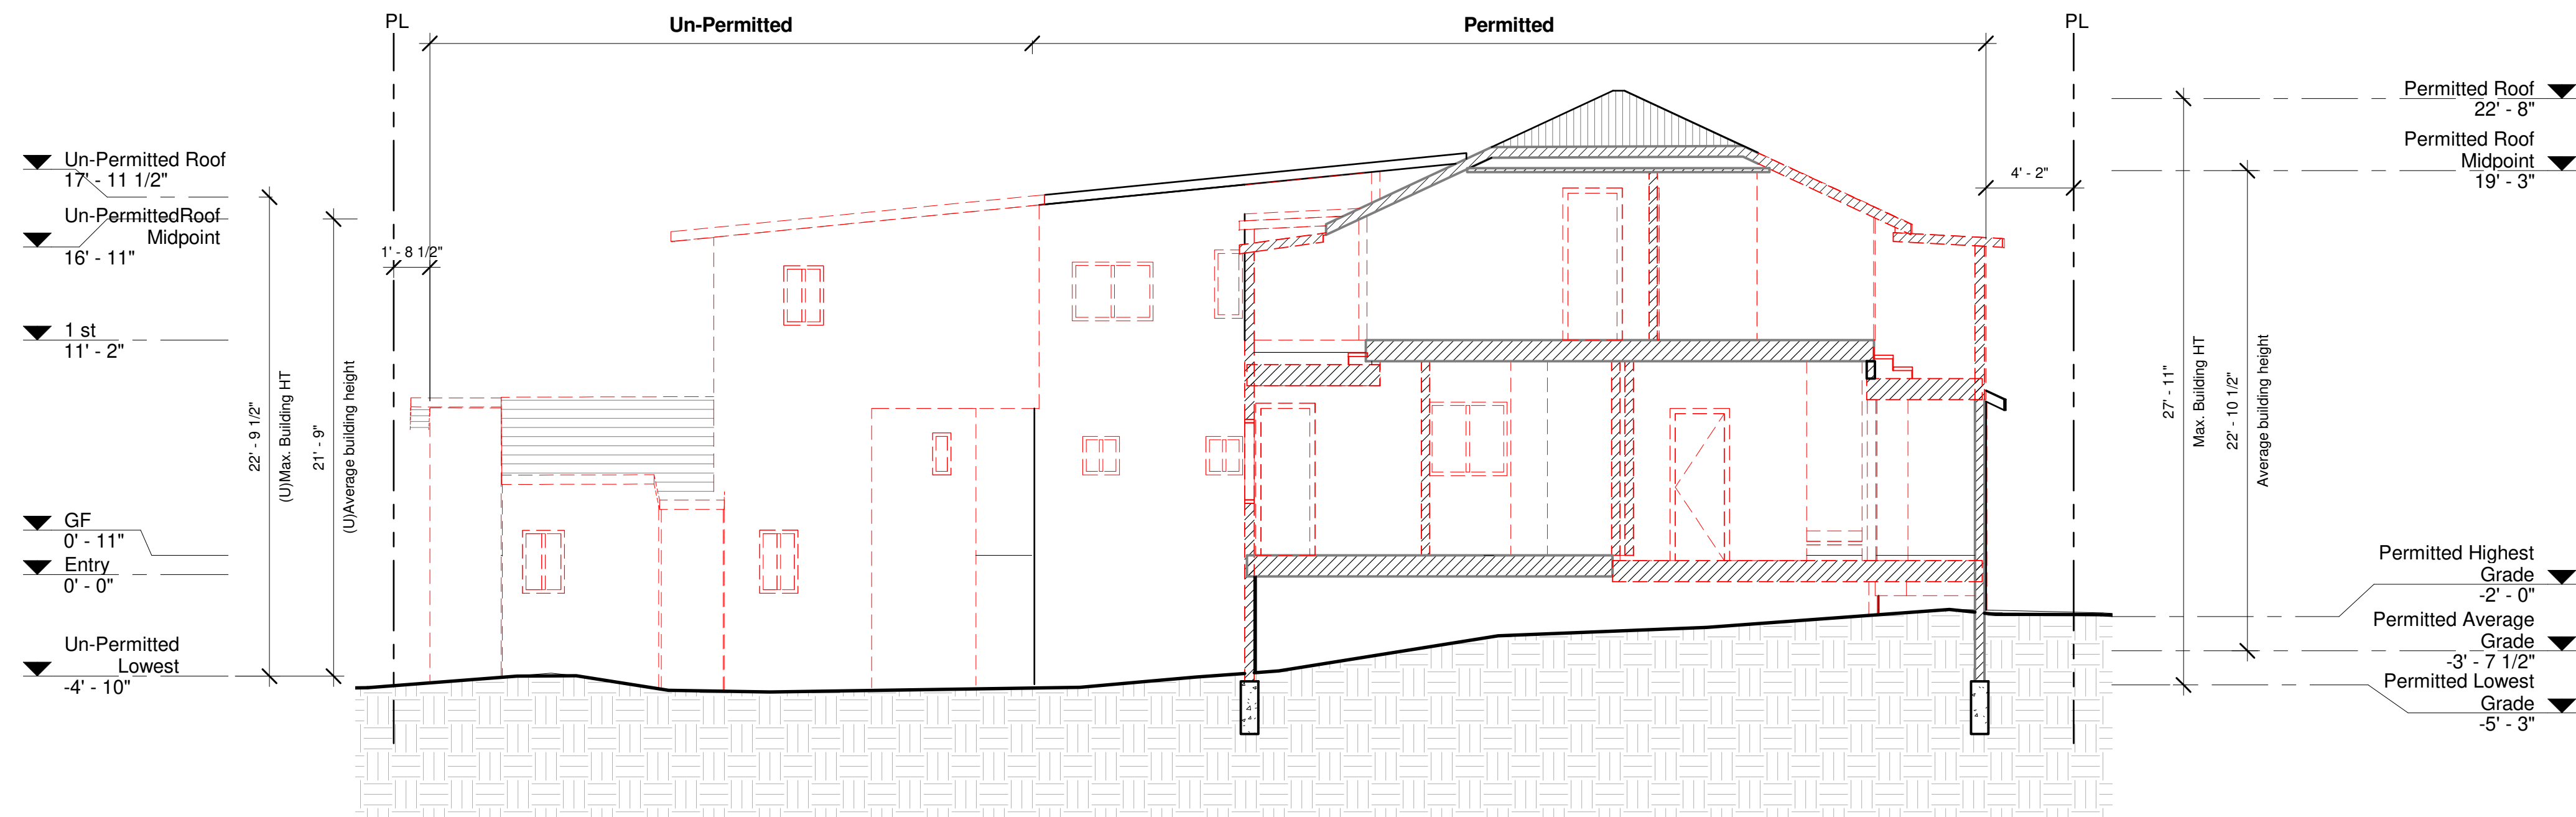 PL
Un-Permitted
Permitted
PL
Un-Permitted Roof
17' - 11 1/2"
Un-PermittedRoof
Midpoint
16' - 11"
1' - 8 1/2"
1 st
11' - 2"
22' - 9 1/2"
(U)Max. Building HT
21' - 9"
(U)Average building height
GF
0' - 11"
Entry
0' - 0"
Un-Permitted
Lowest
-4' - 10"
4' - 2"
Permitted Roof
22' - 8"
Permitted Roof
Midpoint
19' - 3"
27' - 11"
Max. Building HT
22' - 10 1/2"
Average building height
Permitted Highest
Grade
-2' - 0"
Permitted Average
Grade
-3' - 7 1/2"
Permitted Lowest
Grade
-5' - 3"